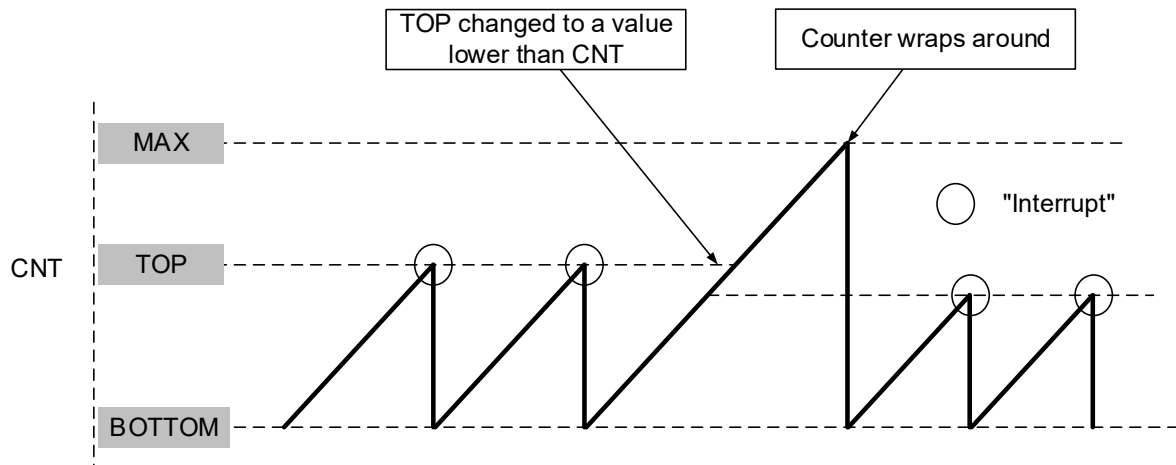 TOP changed to a value
lower than CNT
Counter wraps around
MAX
"Interrupt"
CNT
TOP
BOTTOM